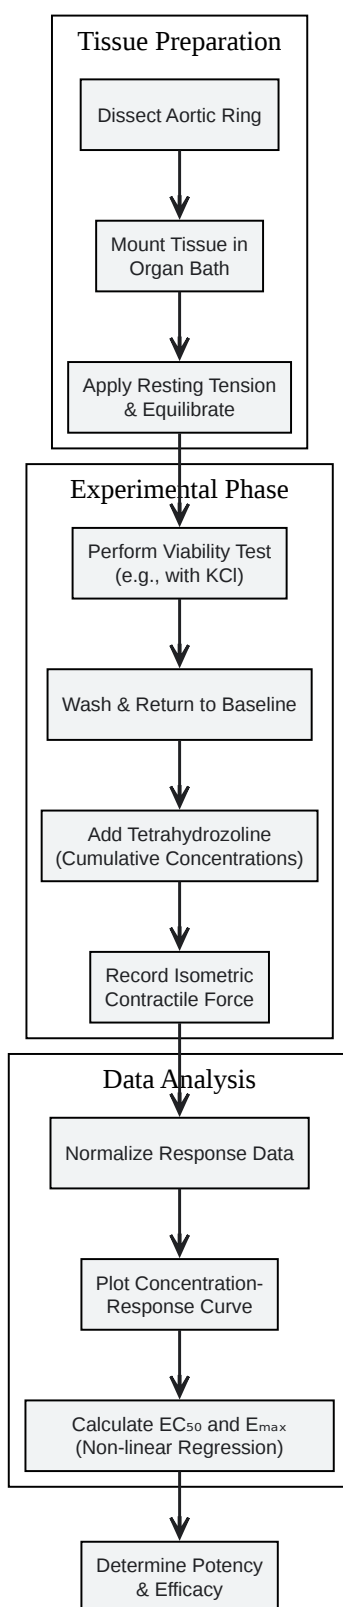 Tissue Preparation
Dissect Aortic Ring
Mount Tissue in
Organ Bath
Apply Resting Tension
& Equilibrate
Experimental Phase
Perform Viability Test
(e.g., with KCl)
Wash & Return to Baseline
Add Tetrahydrozoline
(Cumulative Concentrations)
Record Isometric
Contractile Force
Data Analysis
Normalize Response Data
Plot Concentration-
Response Curve
Calculate EC₅₀ and Eₘₐₓ
(Non-linear Regression)
Determine Potency
& Efficacy